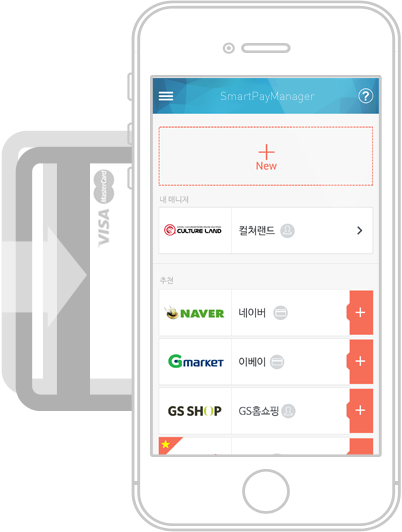 SmartPayManager
?
New
내 매니저
CULTURE LAND
컬쳐랜드
추천
NAVER
네이버
Gmarket
이베이
GS SHOP
GS홈쇼핑
VISA
MasterCard